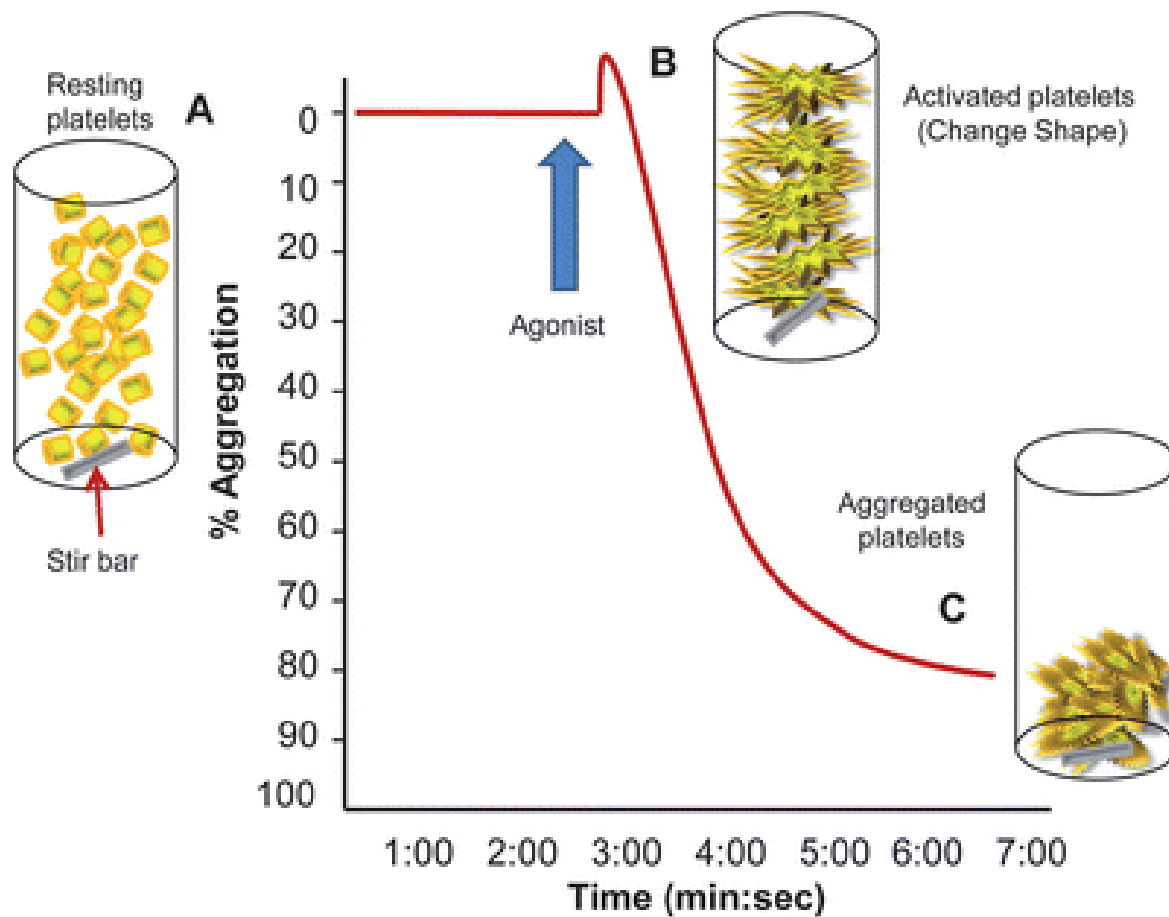 Resting
platelets
A
Stir bar
% Aggregation
0
10
20
30
40
50
60
70
80
90
100
Agonist
B
Activated platelets
(Change Shape)
Aggregated
platelets
C
1:00 2:00 3:00 4:00 5:00 6:00 7:00
Time (min:sec)